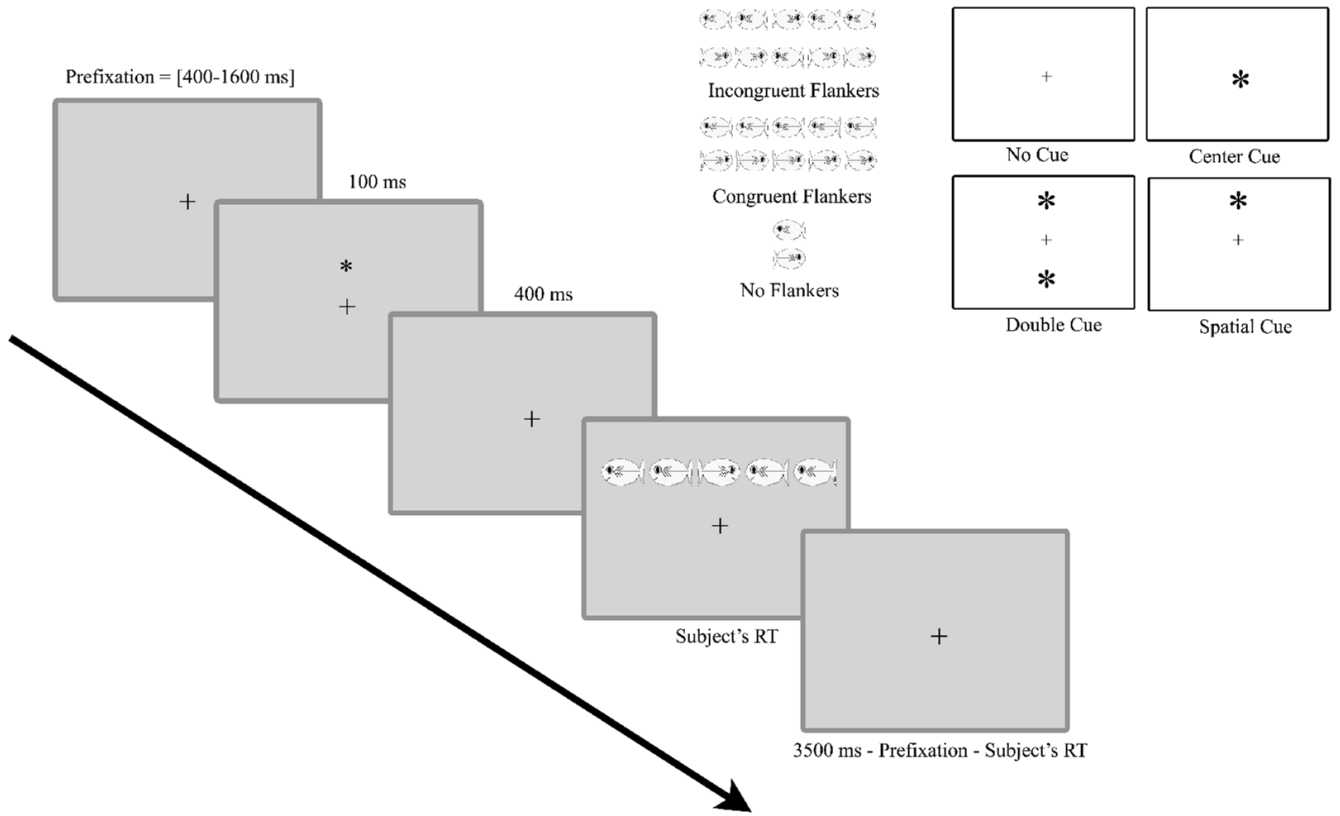 Prefixation = [400-1600 ms]
100 ms
400 ms
Subject's RT
3500 ms - Prefixation - Subject's RT
Incongruent Flankers
Congruent Flankers
No Flankers
No Cue
Center Cue
Double Cue
Spatial Cue